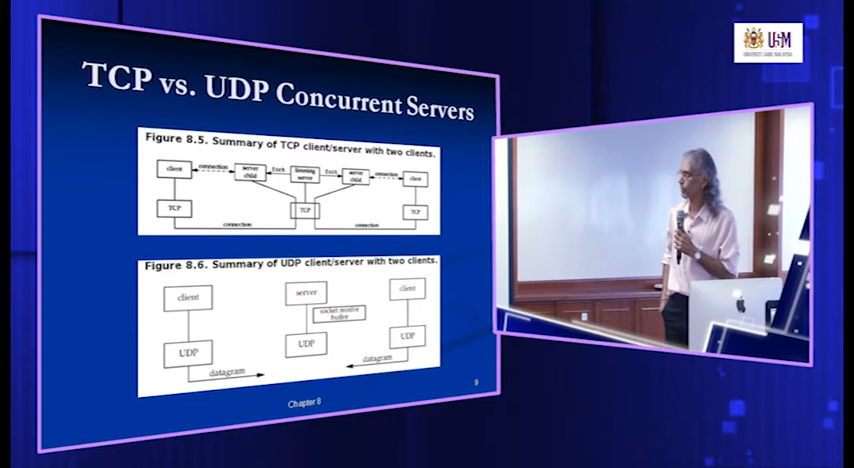 TCP vs. UDP Concurrent Servers
Figure 8.5. Summary of TCP client/server with two clients.
client
connection
server
child
fork
listening
server
fork
server
child
connection
client
TCP
TCP
TCP
connection
connection
Figure 8.6. Summary of UDP client/server with two clients.
client
server
client
socket receive
buffer
UDP
UDP
UDP
datagram
datagram
Chapter 8
9
USM
UNIVERSITI SAINS MALAYSIA